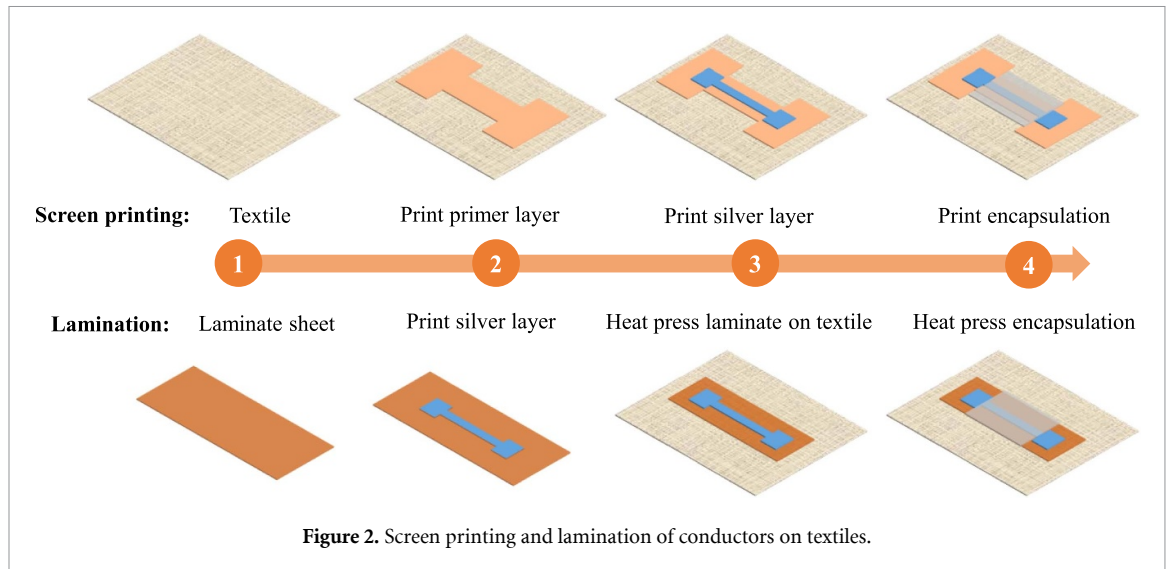 Screen printing: Textile Print primer layer Print silver layer Print encapsulation
1 2 3 4
Lamination: Laminate sheet Print silver layer Heat press laminate on textile Heat press encapsulation
Figure 2. Screen printing and lamination of conductors on textiles.